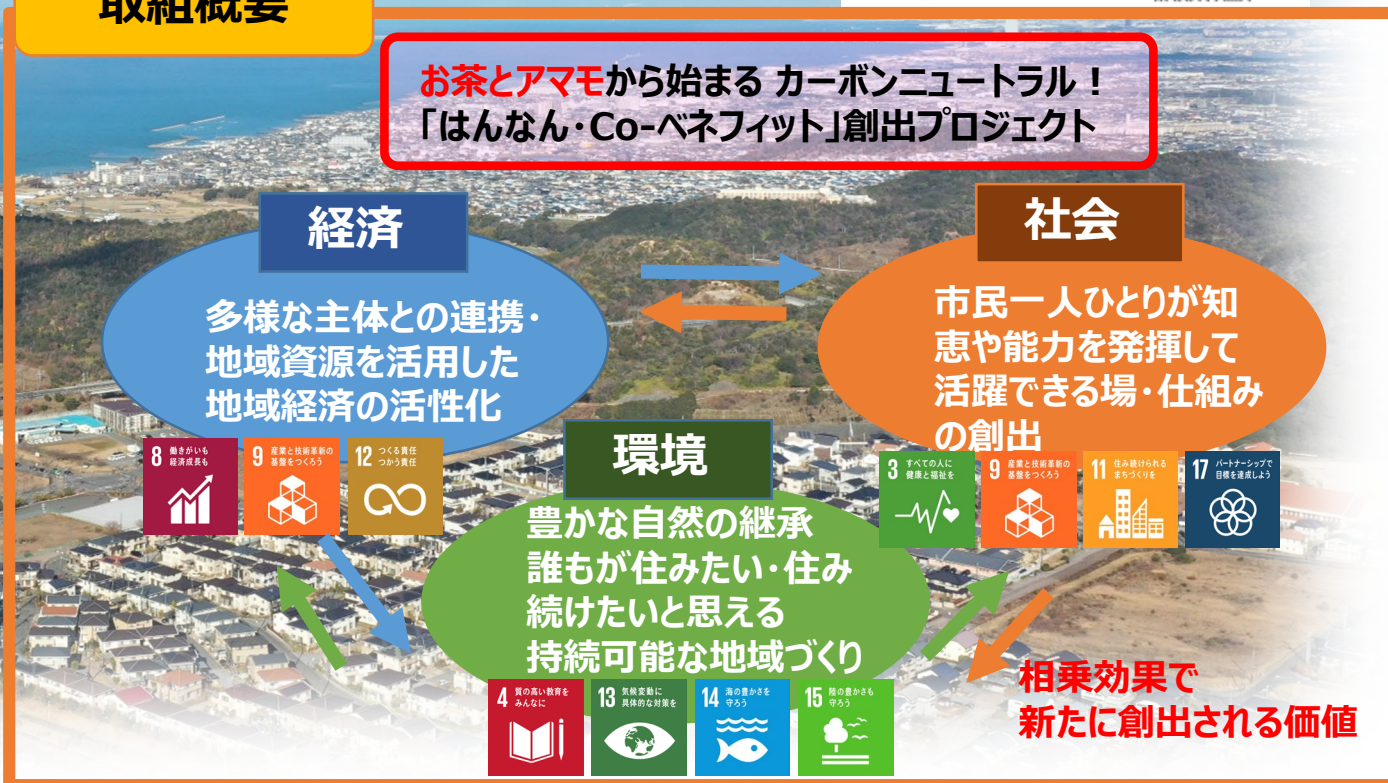 取組概要
お茶とアマモから始まる カーボンニュートラル！
「はんなん・Co-ベネフィット」創出プロジェクト
経済
多様な主体との連携・
地域資源を活用した
地域経済の活性化
8 働きがいも
経済成長も
9 産業と技術革新の
基盤をつくろう
12 つくる責任
つかう責任
社会
市民一人ひとりが知
恵や能力を発揮して
活躍できる場・仕組み
の創出
3 すべての人に
健康と福祉を
9 産業と技術革新の
基盤をつくろう
11 住み続けられる
まちづくりを
17 パートナーシップで
目標を達成しよう
環境
豊かな自然の継承
誰もが住みたい・住み
続けたいと思える
持続可能な地域づくり
4 質の高い教育を
みんなに
13 気候変動に
具体的な対策を
14 海の豊かさを
守ろう
15 陸の豊かさも
守ろう
相乗効果で
新たに創出される価値